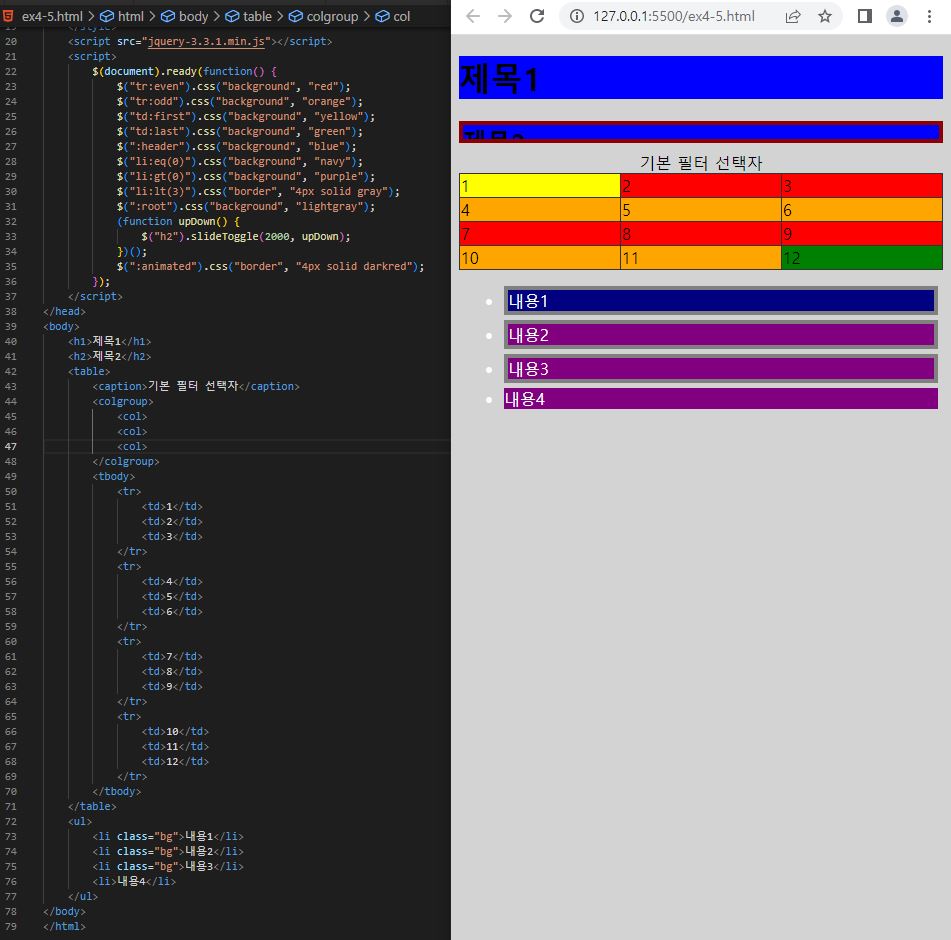 ex4-5.html > html > body > table > colgroup > col
19 </style>
20 <script src="jquery-3.3.1.min.js"></script>
21 <script>
22 $(document).ready(function() {
23 $("tr:even").css("background", "red");
24 $("tr:odd").css("background", "orange");
25 $("td:first").css("background", "yellow");
26 $("td:last").css("background", "green");
27 $(":header").css("background", "blue");
28 $("li:eq(0)").css("background", "navy");
29 $("li:gt(0)").css("background", "purple");
30 $("li:lt(3)").css("border", "4px solid gray");
31 $(":root").css("background", "lightgray");
32 (function upDown() {
33 $("h2").slideToggle(2000, upDown);
34 })();
35 $(":animated").css("border", "4px solid darkred");
36 });
37 </script>
38 </head>
39 <body>
40 <h1>제목1</h1>
41 <h2>제목2</h2>
42 <table>
43 <caption>기본 필터 선택자</caption>
44 <colgroup>
45 <col>
46 <col>
47 <col>
48 </colgroup>
49 <tbody>
50 <tr>
51 <td>1</td>
52 <td>2</td>
53 <td>3</td>
54 </tr>
55 <tr>
56 <td>4</td>
57 <td>5</td>
58 <td>6</td>
59 </tr>
60 <tr>
61 <td>7</td>
62 <td>8</td>
63 <td>9</td>
64 </tr>
65 <tr>
66 <td>10</td>
67 <td>11</td>
68 <td>12</td>
69 </tr>
70 </tbody>
71 </table>
72 <ul>
73 <li class="bg">내용1</li>
74 <li class="bg">내용2</li>
75 <li class="bg">내용3</li>
76 <li>내용4</li>
77 </ul>
78 </body>
79 </html>
127.0.0.1:5500/ex4-5.html
제목1
제목2
기본 필터 선택자
1 2 3
4 5 6
7 8 9
10 11 12
내용1
내용2
내용3
내용4